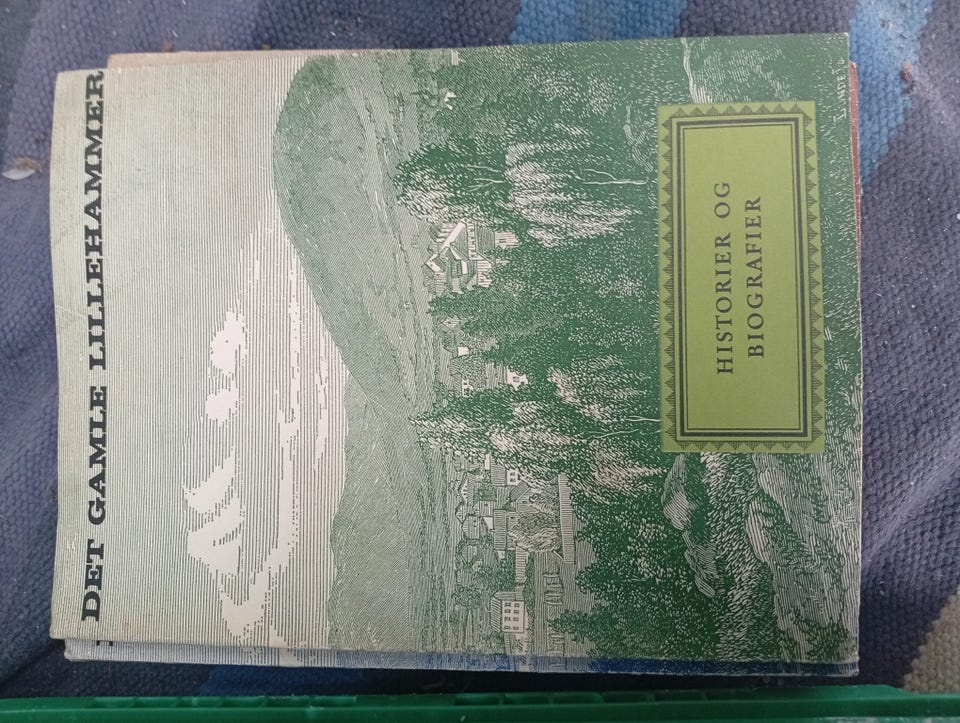 DET GAMLE LILLEHAMMER
HISTORIER OG
BIOGRAFIER